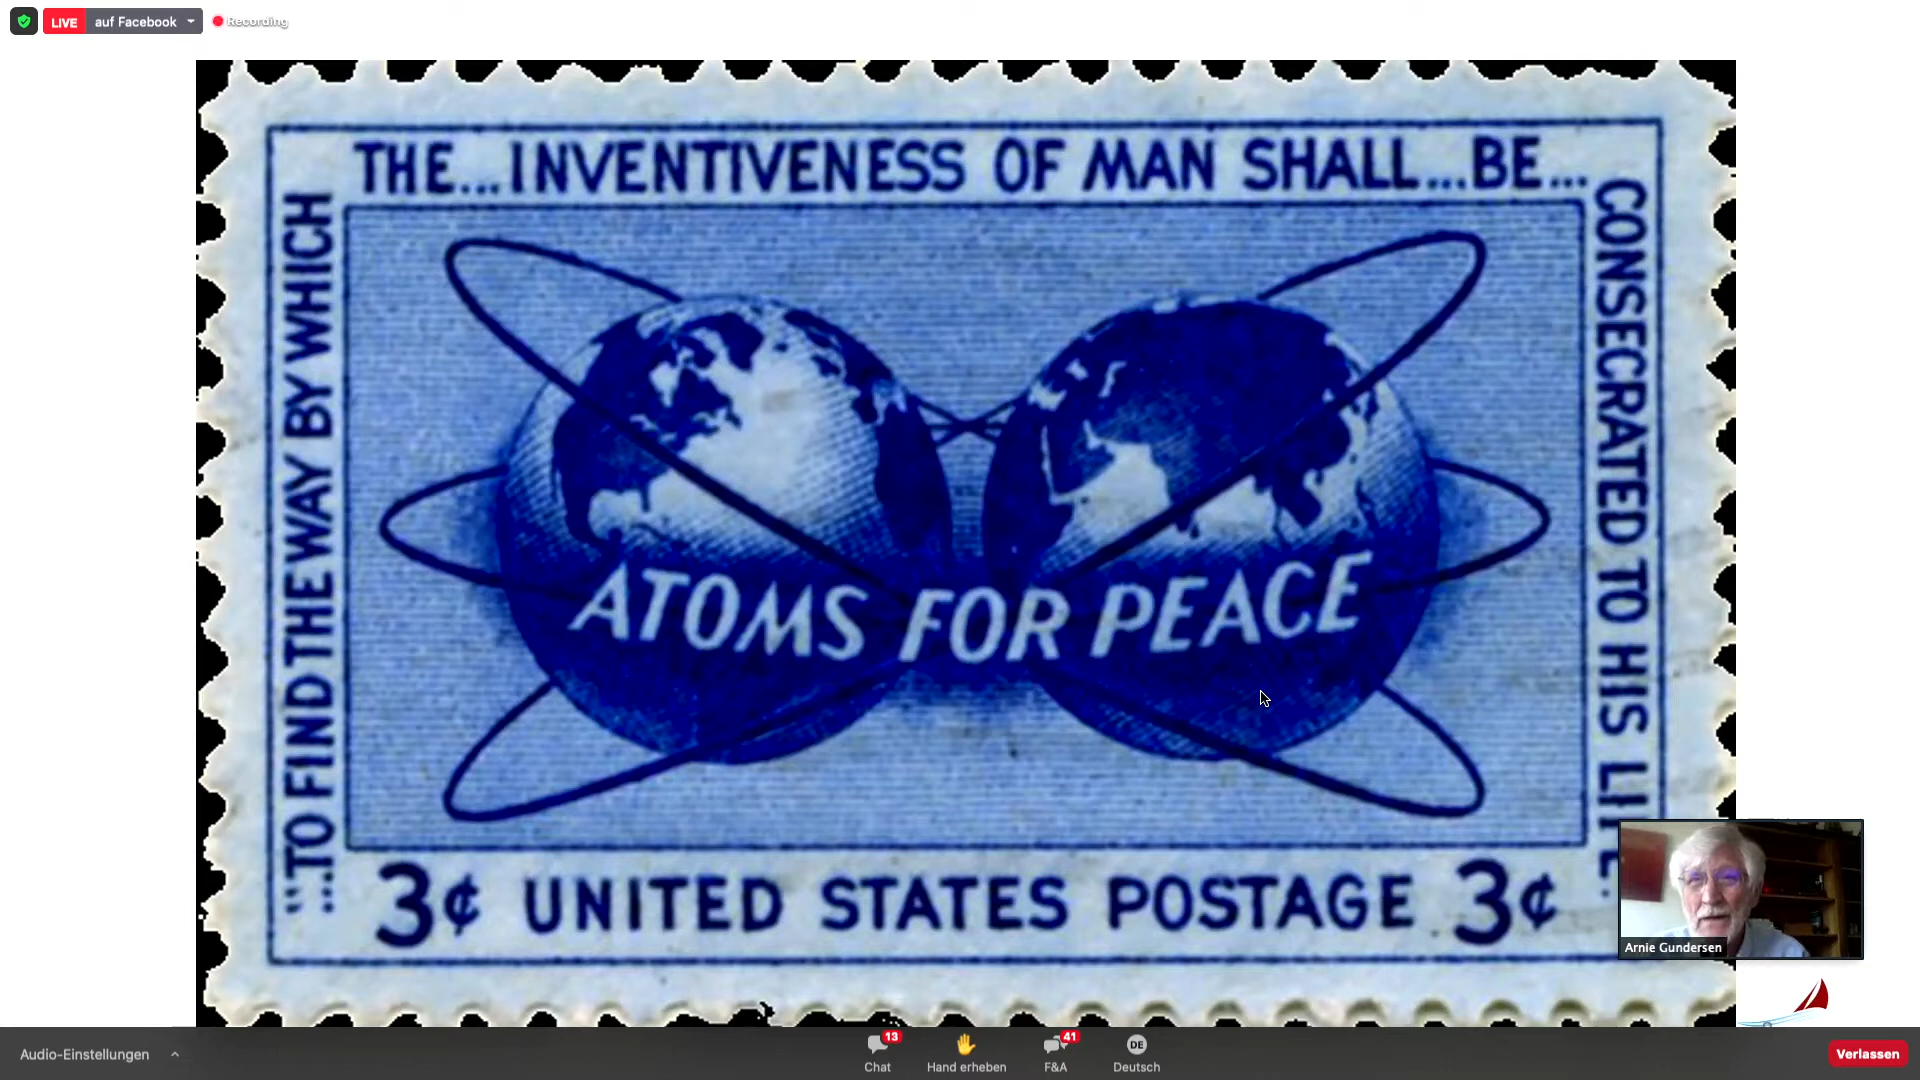 LIVE auf Facebook Recording
THE...INVENTIVENESS OF MAN SHALL...BE...
"...TO FIND THE WAY BY WHICH
CONSECRATED TO HIS LIFE."
ATOMS FOR PEACE
3¢ UNITED STATES POSTAGE 3¢
Arnie Gundersen
Audio-Einstellungen
13
Chat
Hand erheben
41
F&A
DE
Deutsch
Verlassen